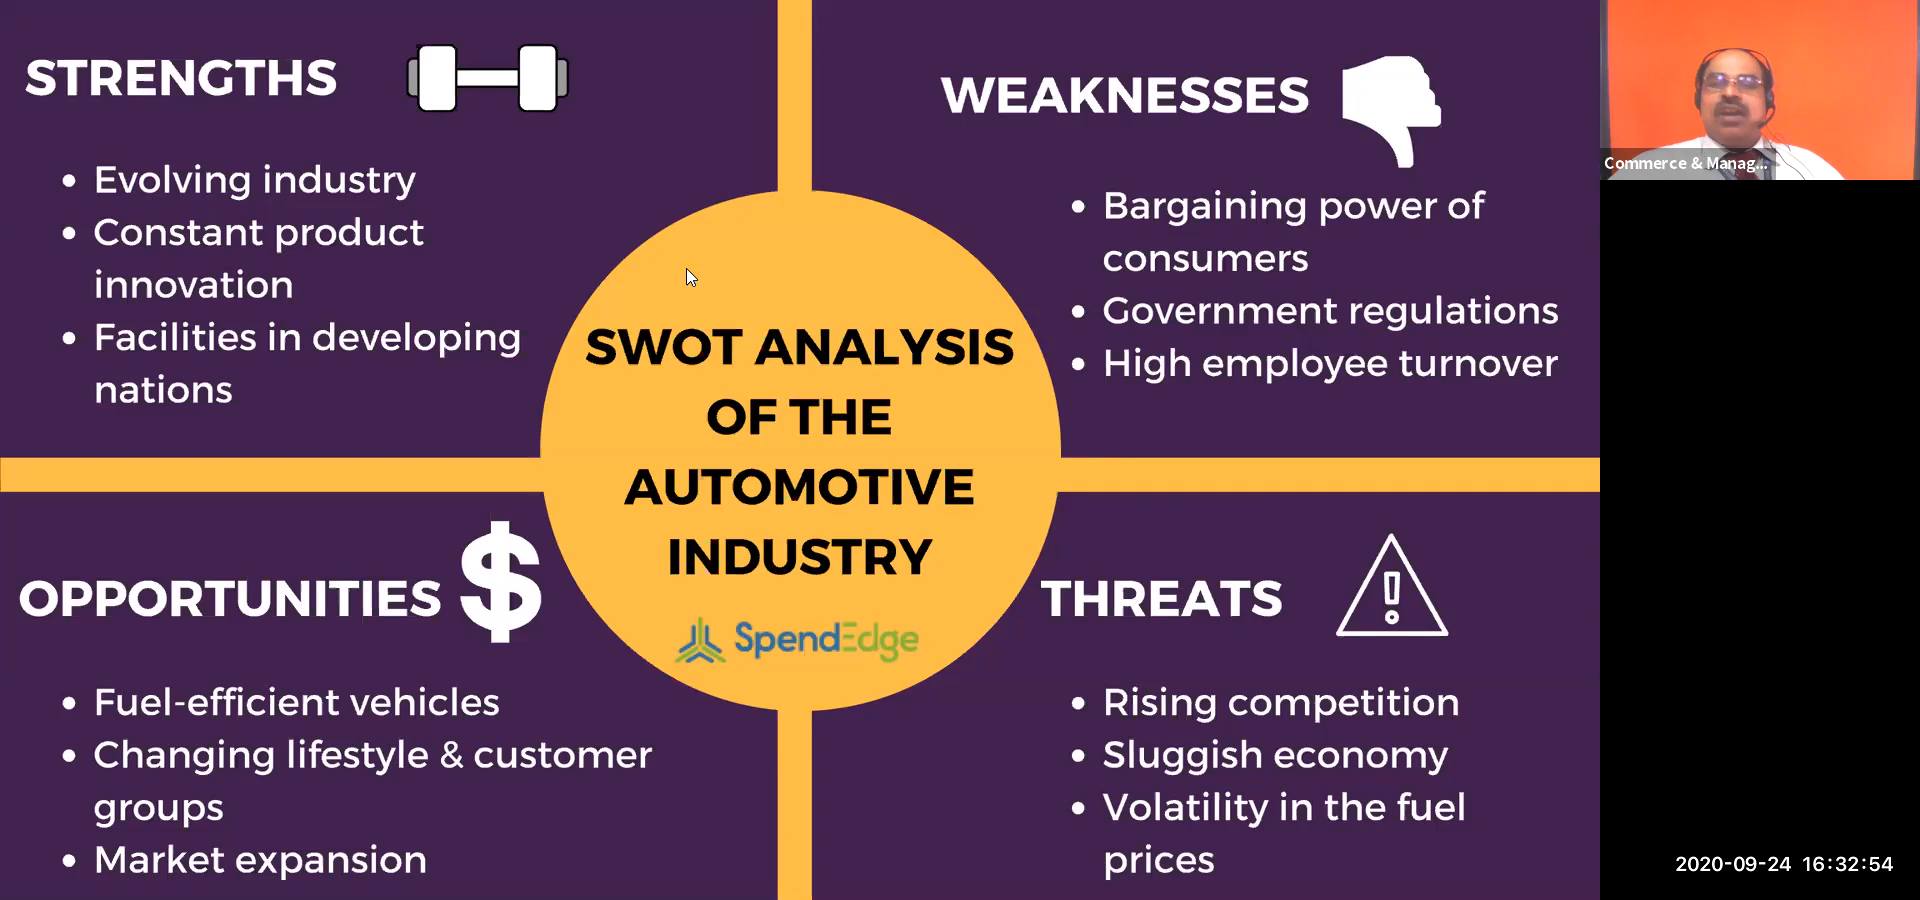 STRENGTHS
• Evolving industry
• Constant product
innovation
• Facilities in developing
nations
WEAKNESSES
• Bargaining power of
consumers
• Government regulations
• High employee turnover
SWOT ANALYSIS
OF THE
AUTOMOTIVE
INDUSTRY
SpendEdge
OPPORTUNITIES
• Fuel-efficient vehicles
• Changing lifestyle & customer
groups
• Market expansion
THREATS
• Rising competition
• Sluggish economy
• Volatility in the fuel
prices
Commerce & Manag...
2020-09-24 16:32:54